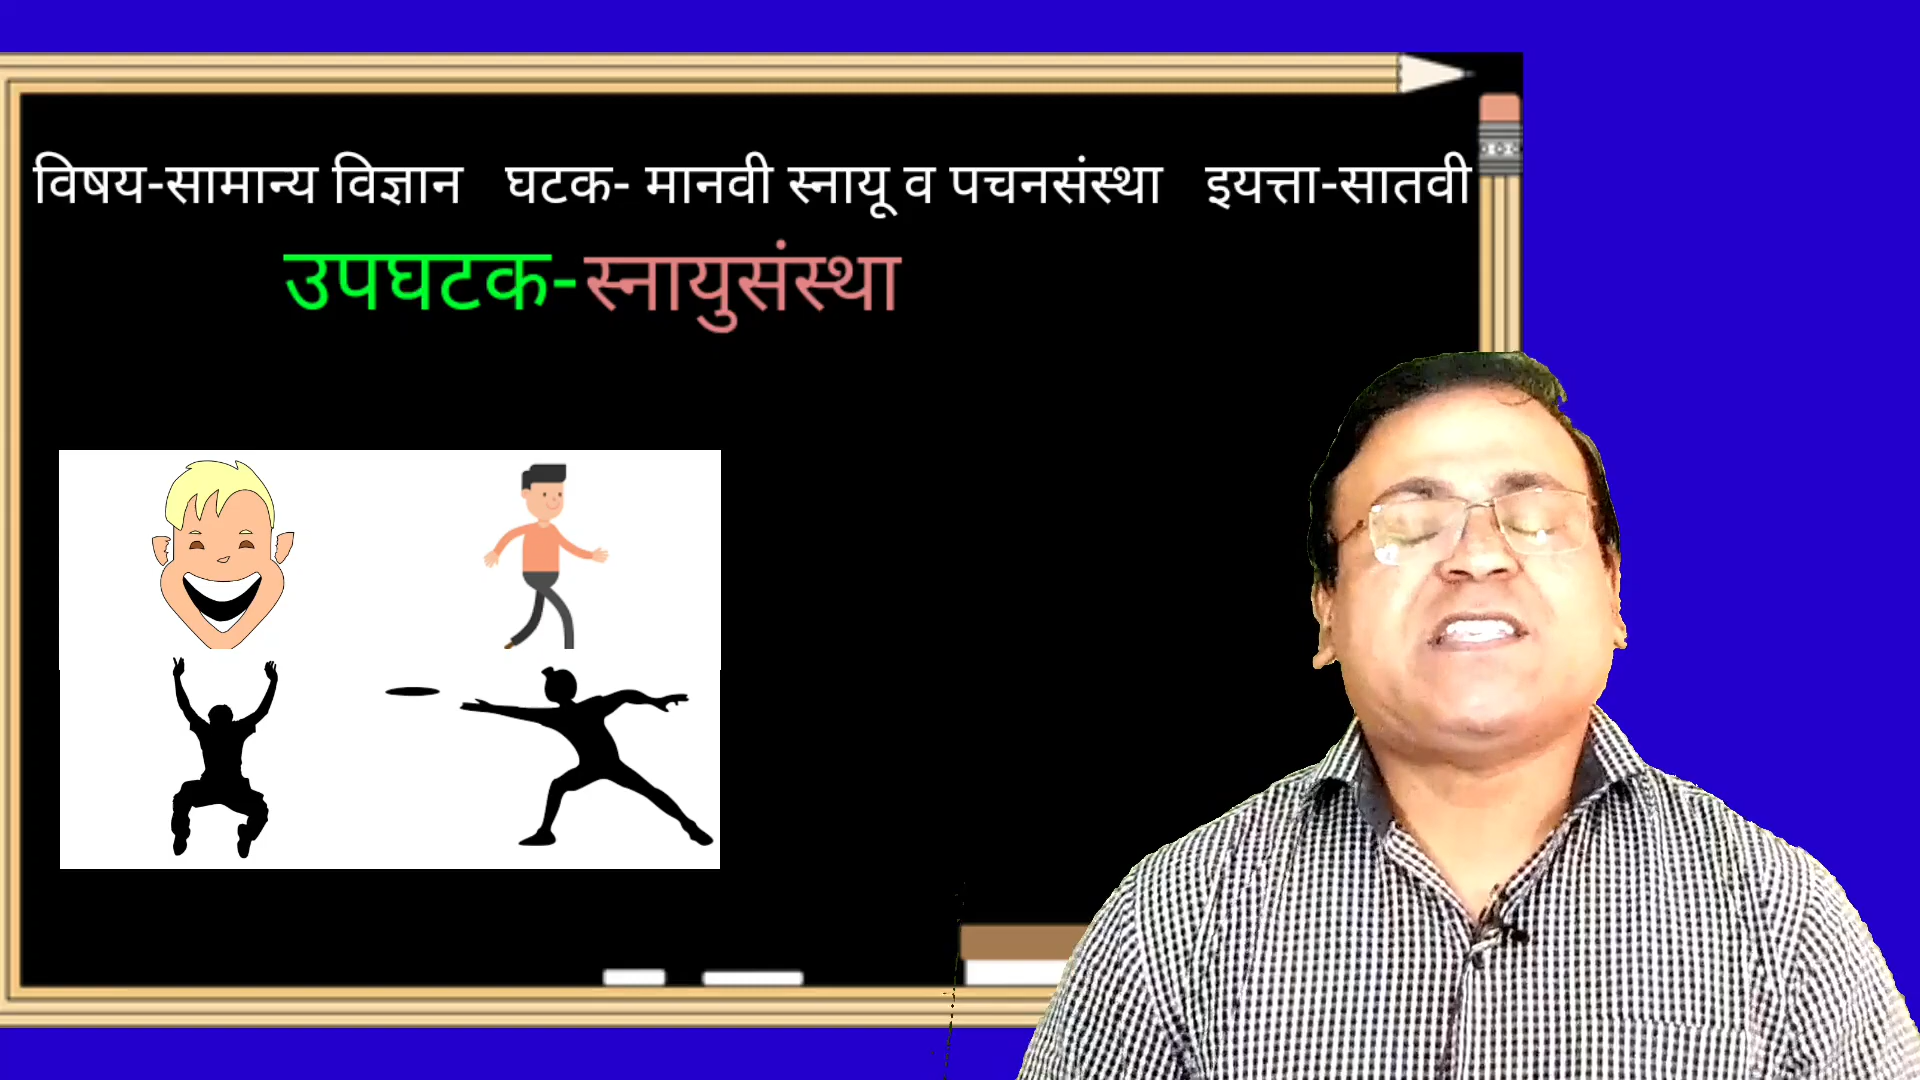 विषय-सामान्य विज्ञान घटक- मानवी स्नायू व पचनसंस्था इयत्ता-सातवी
उपघटक-स्नायुसंस्था